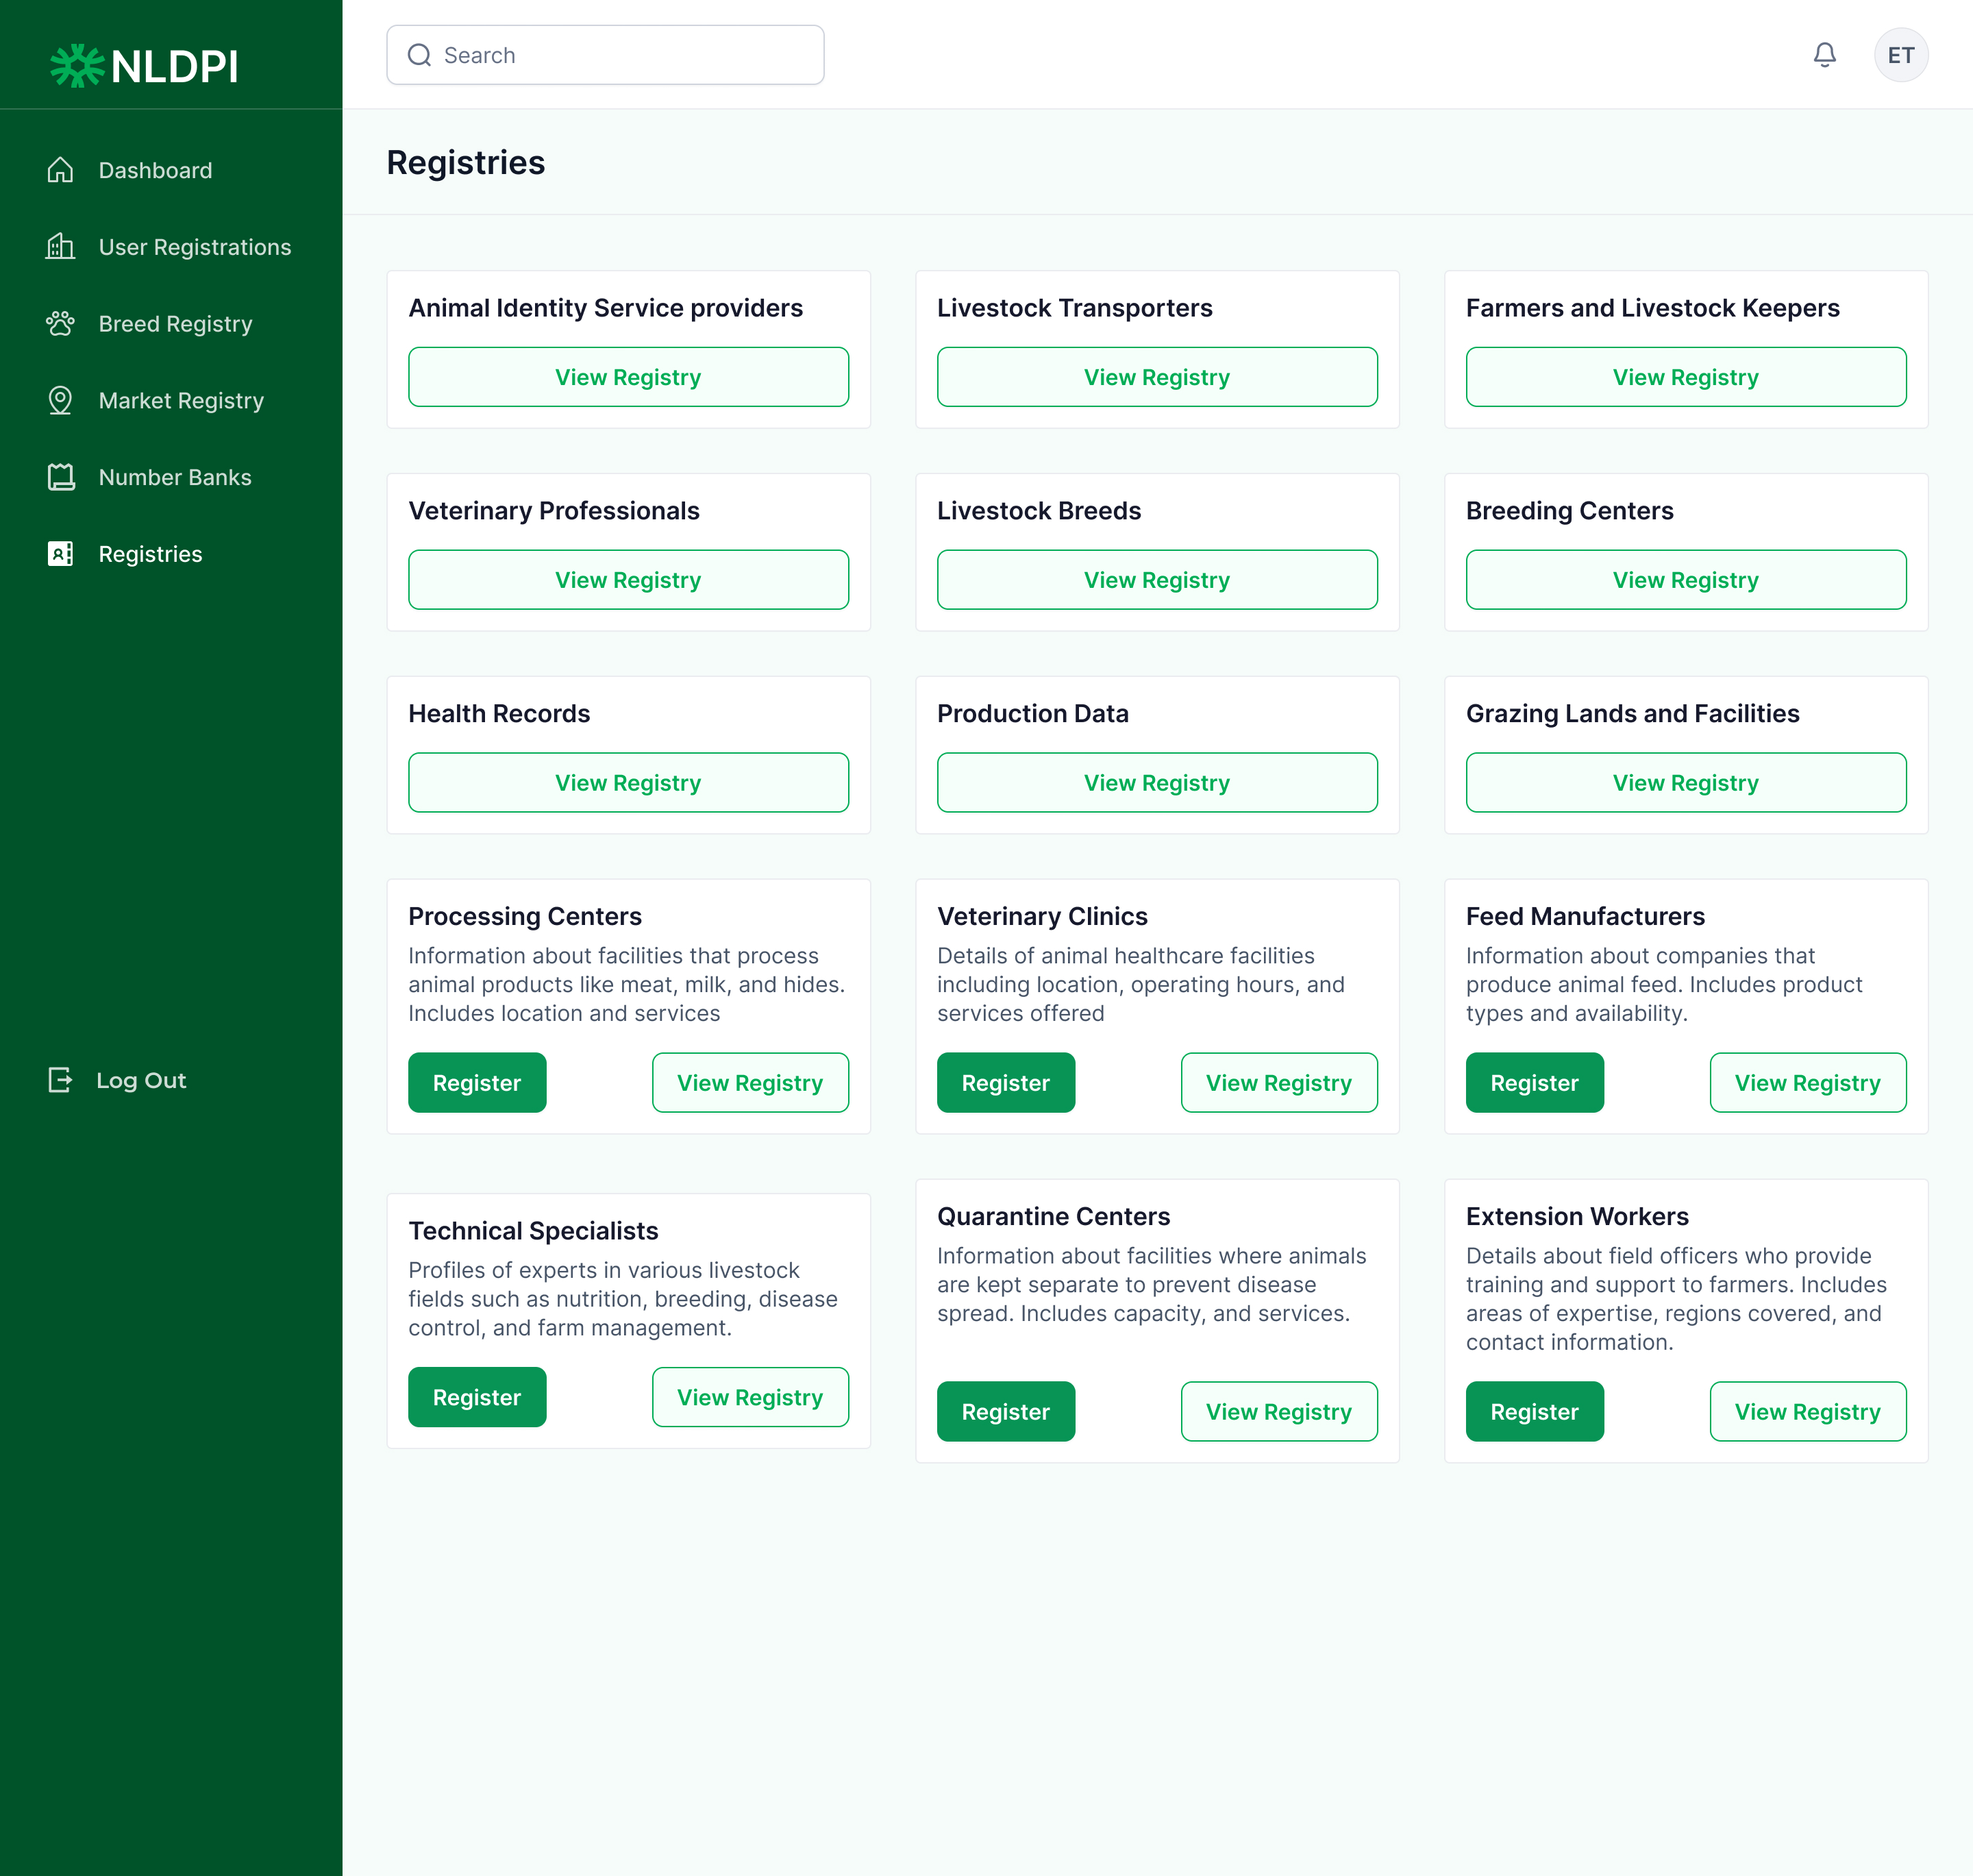 NLDPI
Search
ET
Dashboard
User Registrations
Breed Registry
Market Registry
Number Banks
Registries
Log Out
Registries
Animal Identity Service providers
View Registry
Livestock Transporters
View Registry
Farmers and Livestock Keepers
View Registry
Veterinary Professionals
View Registry
Livestock Breeds
View Registry
Breeding Centers
View Registry
Health Records
View Registry
Production Data
View Registry
Grazing Lands and Facilities
View Registry
Processing Centers
Information about facilities that process
animal products like meat, milk, and hides.
Includes location and services
Register
View Registry
Veterinary Clinics
Details of animal healthcare facilities
including location, operating hours, and
services offered
Register
View Registry
Feed Manufacturers
Information about companies that
produce animal feed. Includes product
types and availability.
Register
View Registry
Technical Specialists
Profiles of experts in various livestock
fields such as nutrition, breeding, disease
control, and farm management.
Register
View Registry
Quarantine Centers
Information about facilities where animals
are kept separate to prevent disease
spread. Includes capacity, and services.
Register
View Registry
Extension Workers
Details about field officers who provide
training and support to farmers. Includes
areas of expertise, regions covered, and
contact information.
Register
View Registry